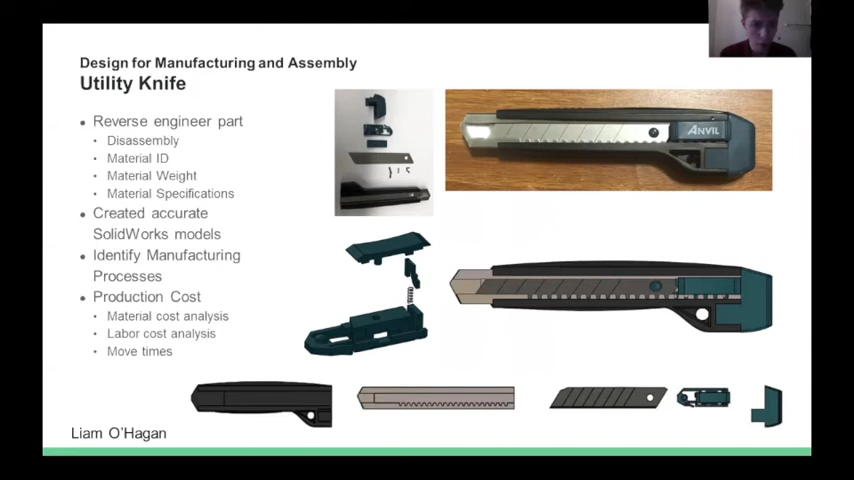 Design for Manufacturing and Assembly
Utility Knife
Reverse engineer part
Disassembly
Material ID
Material Weight
Material Specifications
Created accurate
SolidWorks models
Identify Manufacturing
Processes
Production Cost
Material cost analysis
Labor cost analysis
Move times
ANVIL
Liam O'Hagan